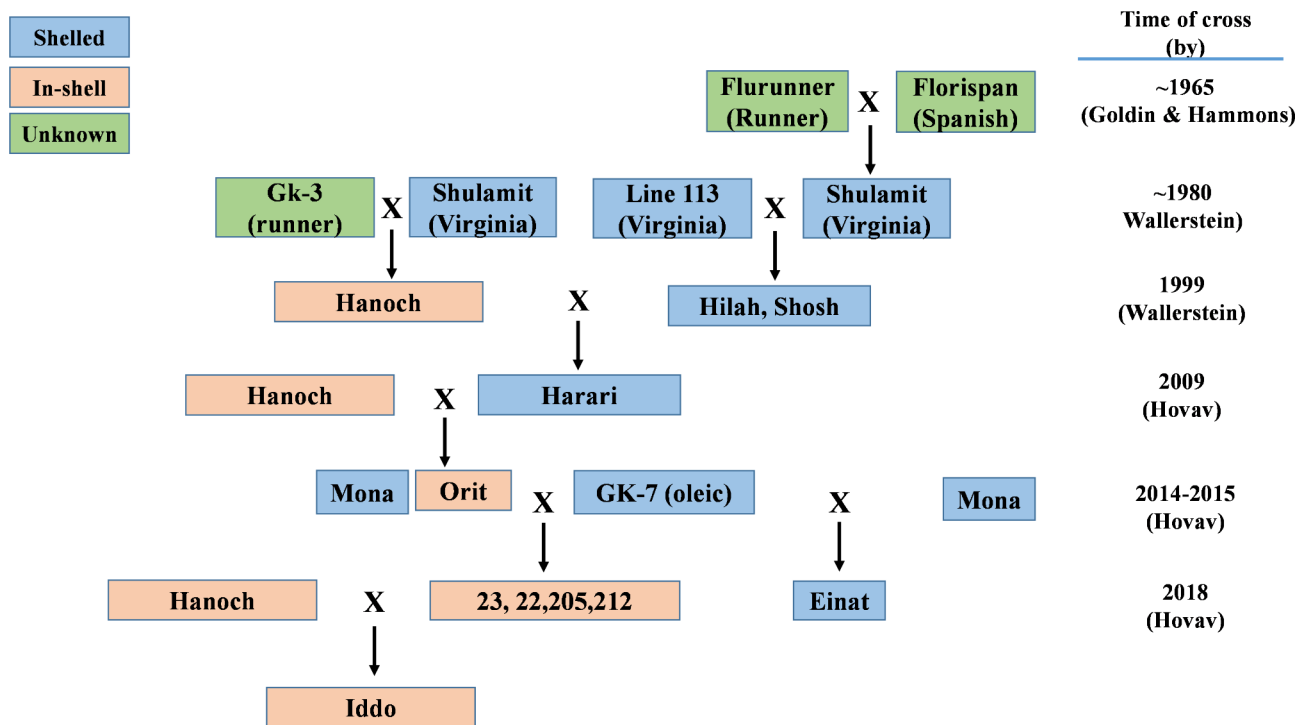 Shelled
In-shell
Unknown
Time of cross
(by)
Flurunner
(Runner)
X
Florispan
(Spanish)
~1965
(Goldin & Hammons)
Gk-3
(runner)
X
Shulamit
(Virginia)
Line 113
(Virginia)
X
Shulamit
(Virginia)
~1980
Wallerstein)
Hanoch
X
Hilah, Shosh
1999
(Wallerstein)
Hanoch
X
Harari
2009
(Hovav)
Mona
Orit
X
GK-7 (oleic)
X
Mona
2014-2015
(Hovav)
Hanoch
X
23, 22,205,212
Einat
2018
(Hovav)
Iddo